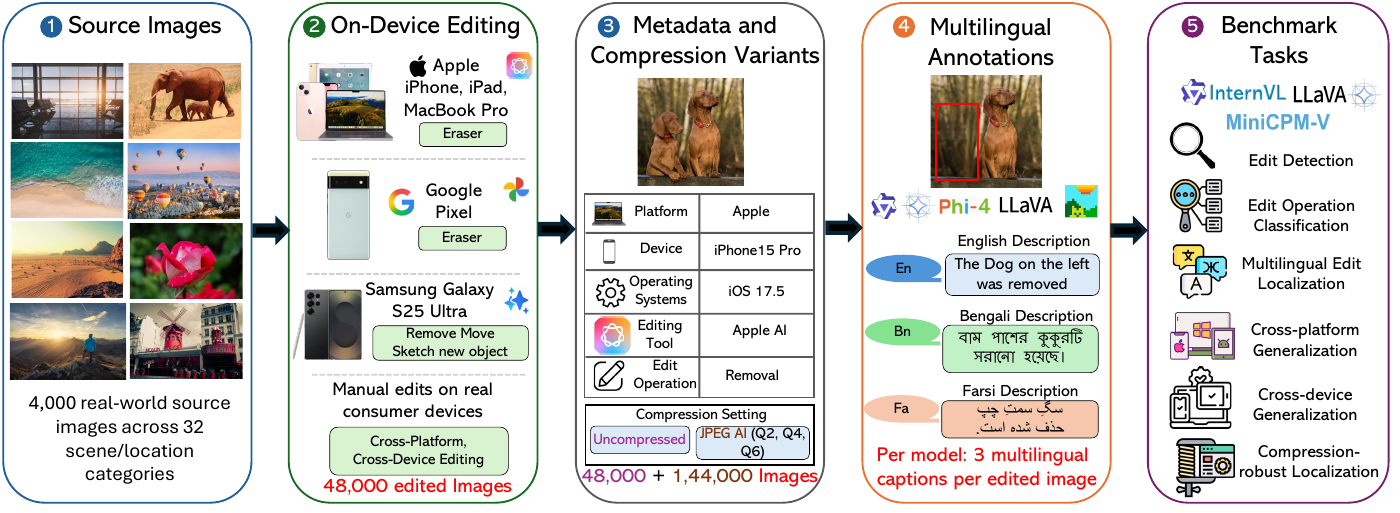 1 Source Images
4,000 real-world source
images across 32
scene/location
categories
2 On-Device Editing
Apple
iPhone, iPad,
MacBook Pro
Eraser
Google
Pixel
Eraser
Samsung Galaxy
S25 Ultra
Remove Move
Sketch new object
Manual edits on real
consumer devices
Cross-Platform,
Cross-Device Editing
48,000 edited Images
3 Metadata and
Compression Variants
Platform Apple
Device iPhone15 Pro
Operating
Systems
iOS 17.5
Editing
Tool
Apple AI
Edit
Operation
Removal
Compression Setting
Uncompressed
JPEG AI (Q2, Q4,
Q6)
48,000 + 1,44,000 Images
4 Multilingual
Annotations
Phi-4 LLaVA
English Description
En
The Dog on the left
was removed
Bengali Description
Bn
বাম পাশের কুকুরটি
সরানো হয়েছে।
Farsi Description
Fa
سگِ سمتِ چپ
حذف شده است.
Per model: 3 multilingual
captions per edited image
5 Benchmark
Tasks
InternVL LLaVA
MiniCPM-V
Edit Detection
Edit Operation
Classification
Multilingual Edit
Localization
Cross-platform
Generalization
Cross-device
Generalization
Compression-
robust Localization